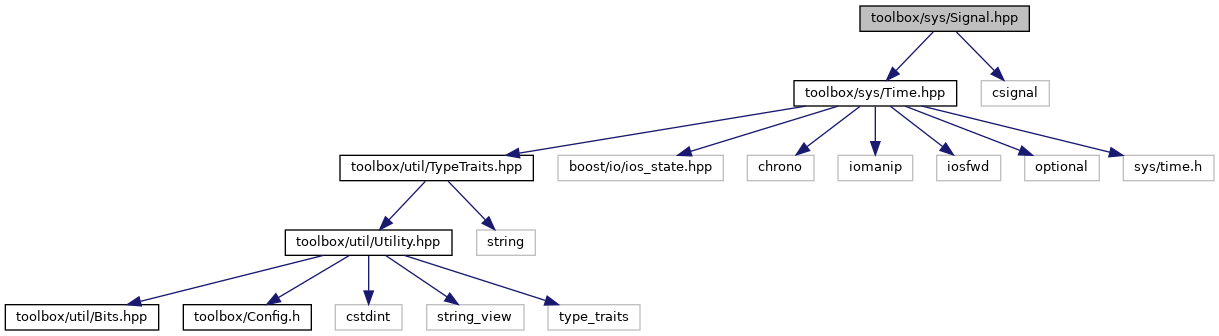 toolbox/sys/Signal.hpp
toolbox/sys/Time.hpp
csignal
toolbox/util/TypeTraits.hpp
boost/io/ios_state.hpp
chrono
iomanip
iosfwd
optional
sys/time.h
toolbox/util/Utility.hpp
string
toolbox/util/Bits.hpp
toolbox/Config.h
cstdint
string_view
type_traits